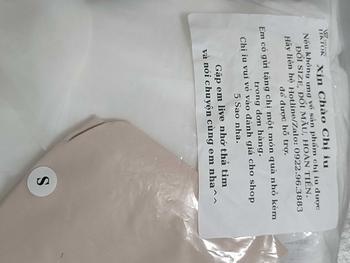 TIKTOK
Xin Chào Chị iu
Nếu không ưng về sản phẩm chị iu được
ĐỔI SIZE, ĐỔI MẪU, HOÀN TIỀN.
Hãy liên hệ Hotline/Zalo: 0922.96.3883
để được hỗ trợ.
Em có gửi tặng chị một món quà nhỏ kèm
trong đơn hàng.
Chị iu vui vẻ vào đánh giá cho shop
5 Sao nha.
Gặp em live nhớ thả tim
và nói chuyện cùng em nha^^
S